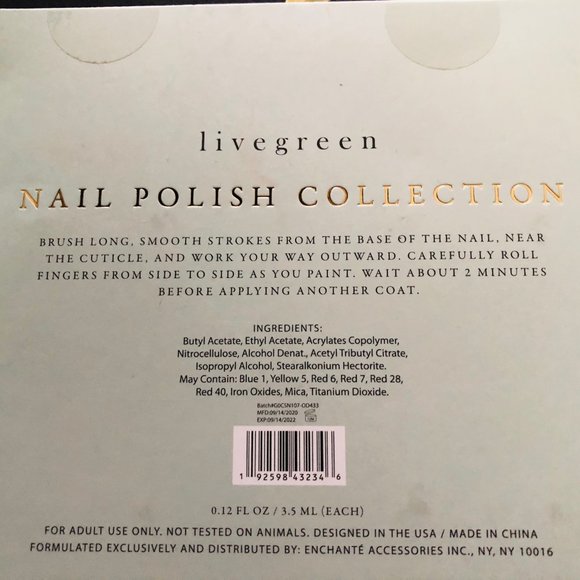 livegreen
NAIL POLISH COLLECTION
BRUSH LONG, SMOOTH STROKES FROM THE BASE OF THE NAIL, NEAR
THE CUTICLE, AND WORK YOUR WAY OUTWARD. CAREFULLY ROLL
FINGERS FROM SIDE TO SIDE AS YOU PAINT. WAIT ABOUT 2 MINUTES
BEFORE APPLYING ANOTHER COAT.
INGREDIENTS:
Butyl Acetate, Ethyl Acetate, Acrylates Copolymer,
Nitrocellulose, Alcohol Denat., Acetyl Tributyl Citrate,
Isopropyl Alcohol, Stearalkonium Hectorite.
May Contain: Blue 1, Yellow 5, Red 6, Red 7, Red 28,
Red 40, Iron Oxides, Mica, Titanium Dioxide.
Batch#G0CSN107-OD433
MFD:09/14/2020
EXP:09/14/2022
1 92598 43234 6
0.12 FL OZ / 3.5 ML (EACH)
FOR ADULT USE ONLY. NOT TESTED ON ANIMALS. DESIGNED IN THE USA / MADE IN CHINA
FORMULATED EXCLUSIVELY AND DISTRIBUTED BY: ENCHANTÉ ACCESSORIES INC., NY, NY 10016